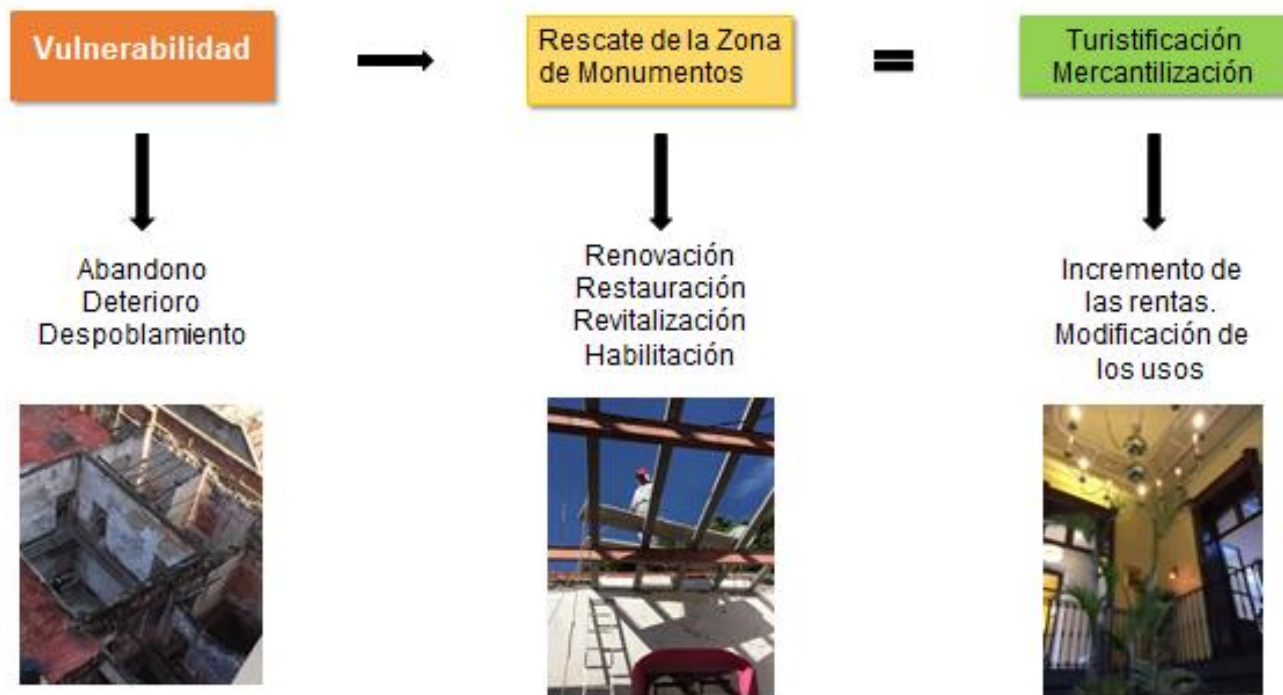 Vulnerabilidad
Rescate de la Zona
de Monumentos
Turistificación
Mercantilización
Abandono
Deterioro
Despoblamiento
Renovación
Restauración
Revitalización
Habilitación
Incremento de
las rentas.
Modificación de
los usos